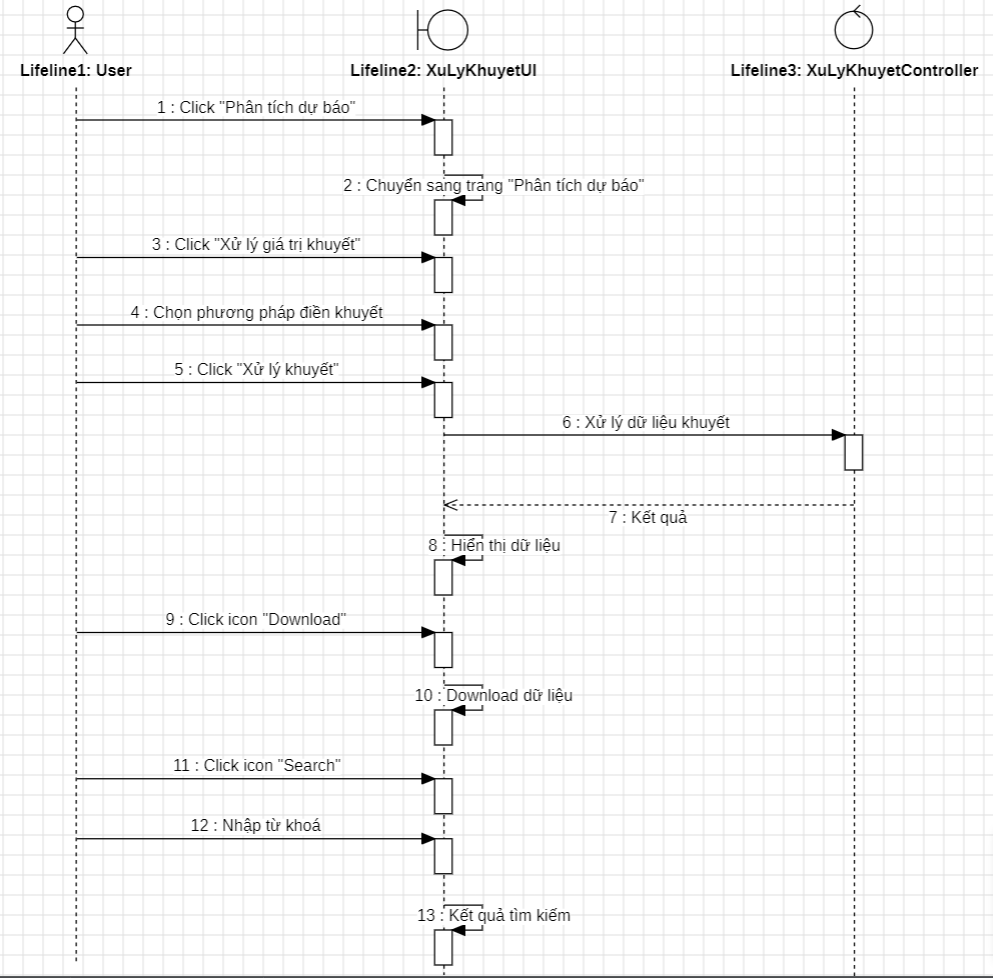 Lifeline1: User
Lifeline2: XuLyKhuyetUI
Lifeline3: XuLyKhuyetController
1 : Click "Phân tích dự báo"
2 : Chuyển sang trang "Phân tích dự báo"
3 : Click "Xử lý giá trị khuyết"
4 : Chọn phương pháp điền khuyết
5 : Click "Xử lý khuyết"
6 : Xử lý dữ liệu khuyết
7 : Kết quả
8 : Hiển thị dữ liệu
9 : Click icon "Download"
10 : Download dữ liệu
11 : Click icon "Search"
12 : Nhập từ khoá
13 : Kết quả tìm kiếm